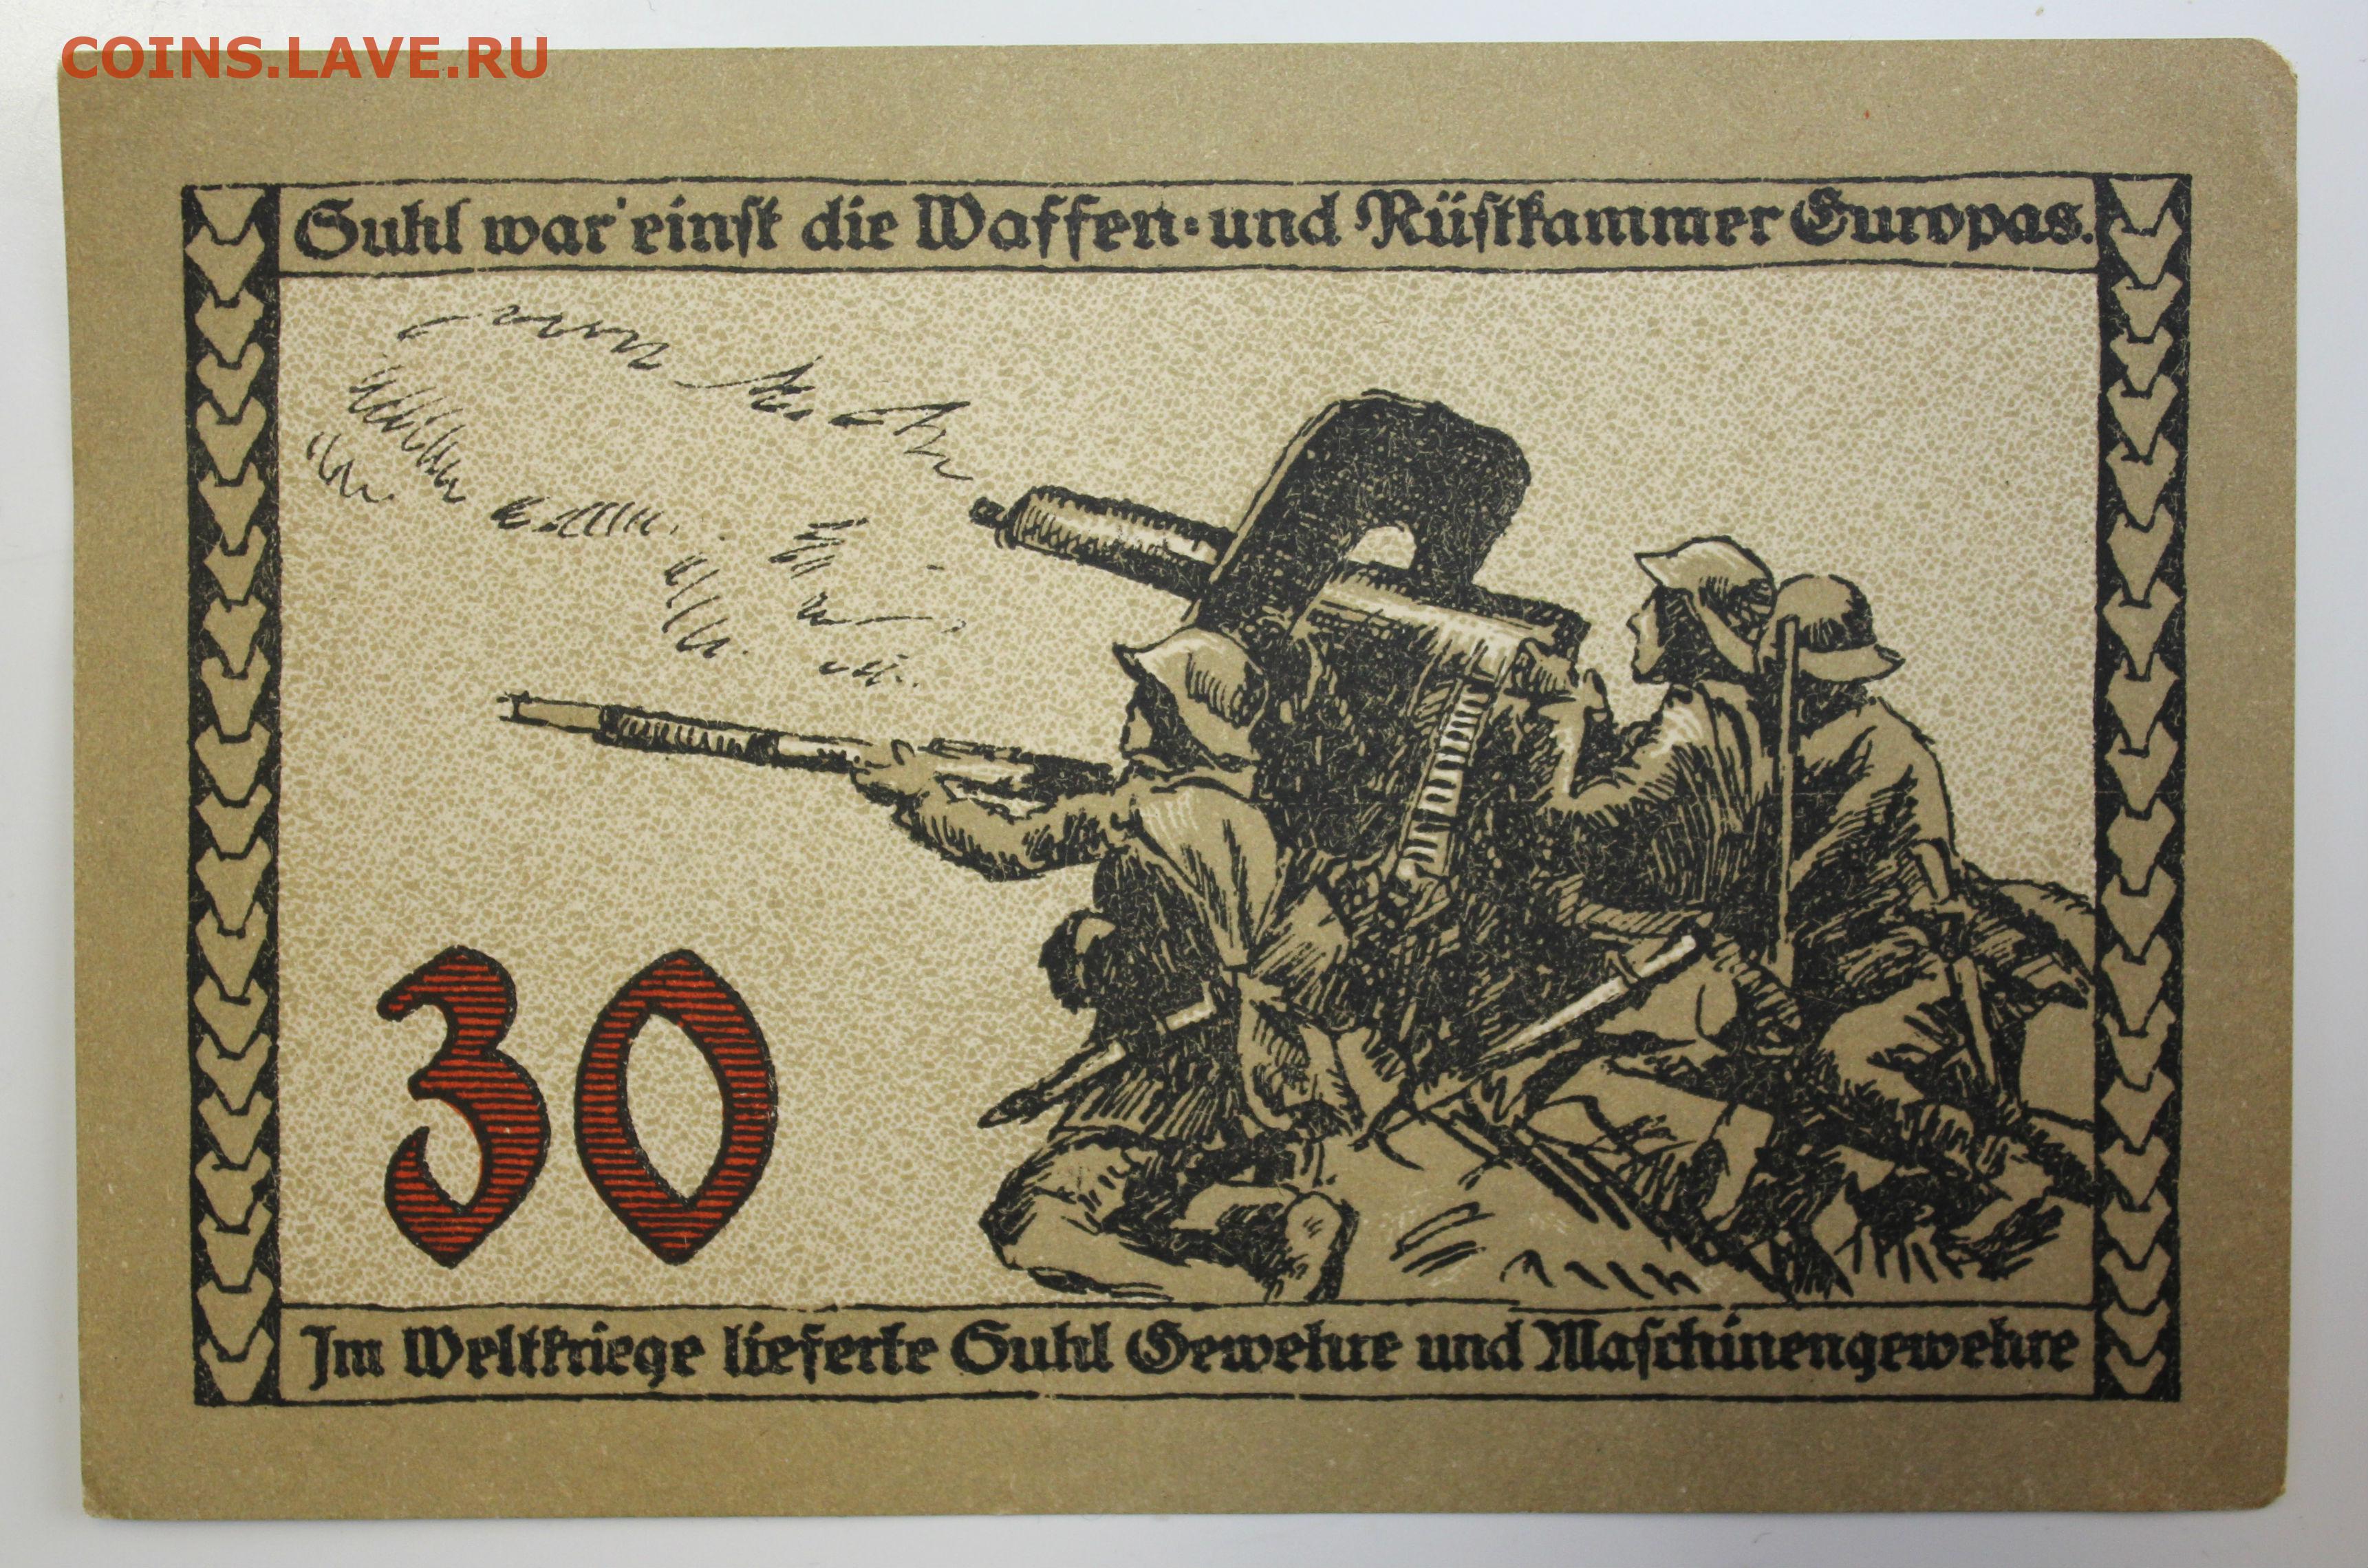 COINS.LAVE.RU
Suhl war einst die Waffen- und Rüstkammer Europas.
30
Im Weltkriege lieferte Suhl Gewehre und Maschinengewehre